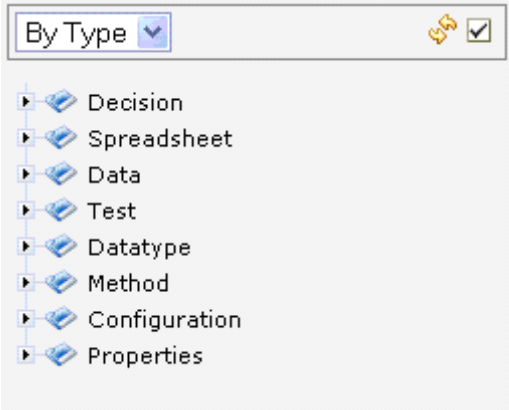 By Type
Decision
Spreadsheet
Data
Test
Datatype
Method
Configuration
Properties